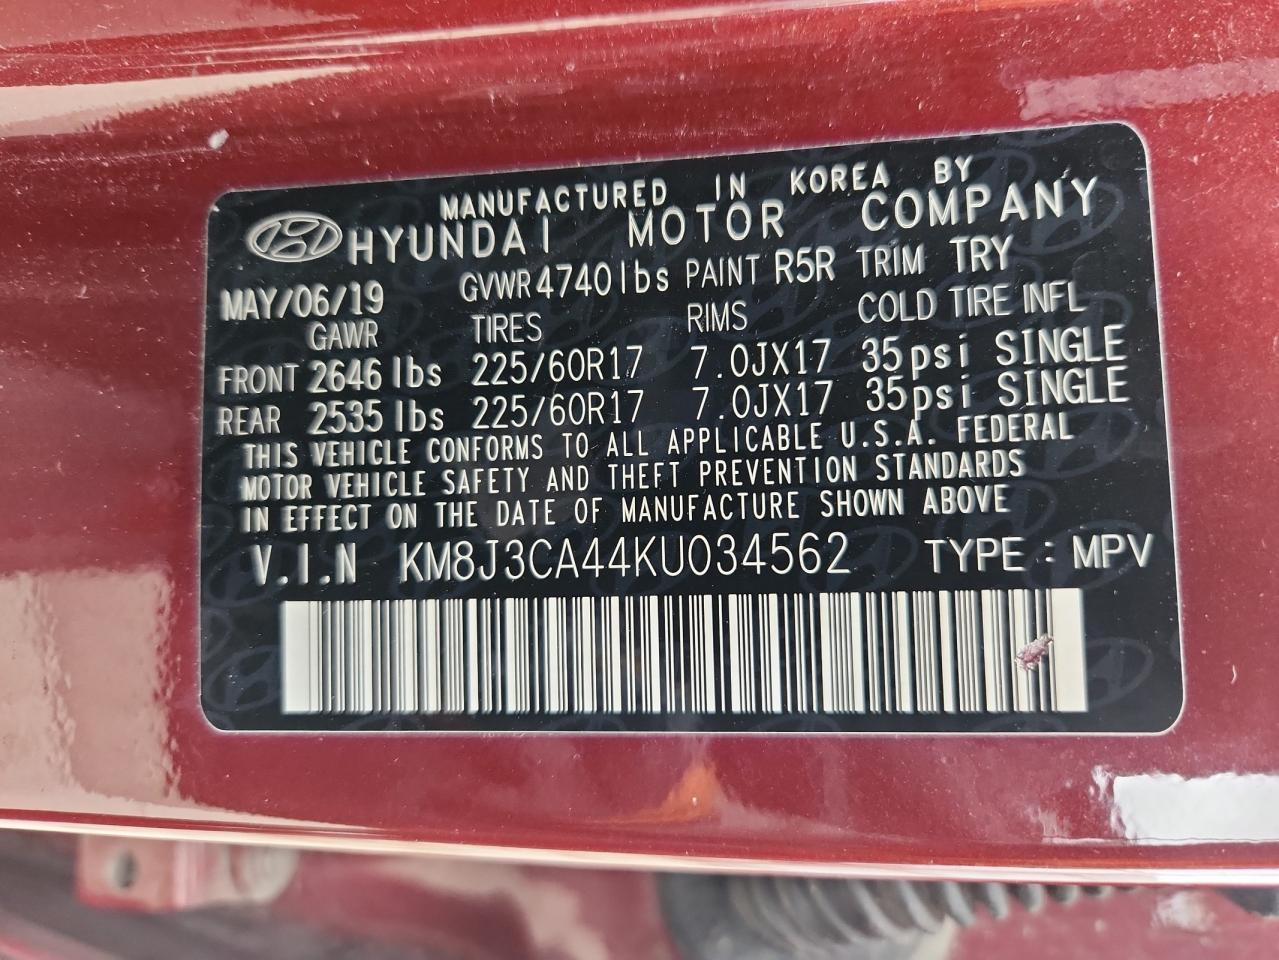 MANUFACTURED IN KOREA BY
HYUNDAI MOTOR COMPANY
MAY/06/19 GVWR 4740lbs PAINT R5R TRIM TRY
GAWR TIRES RIMS COLD TIRE INFL
FRONT 2646 lbs 225/60R17 7.0JX17 35psi SINGLE
REAR 2535 lbs 225/60R17 7.0JX17 35psi SINGLE
THIS VEHICLE CONFORMS TO ALL APPLICABLE U.S.A. FEDERAL
MOTOR VEHICLE SAFETY AND THEFT PREVENTION STANDARDS
IN EFFECT ON THE DATE OF MANUFACTURE SHOWN ABOVE
V.I.N KM8J3CA44KU034562 TYPE : MPV